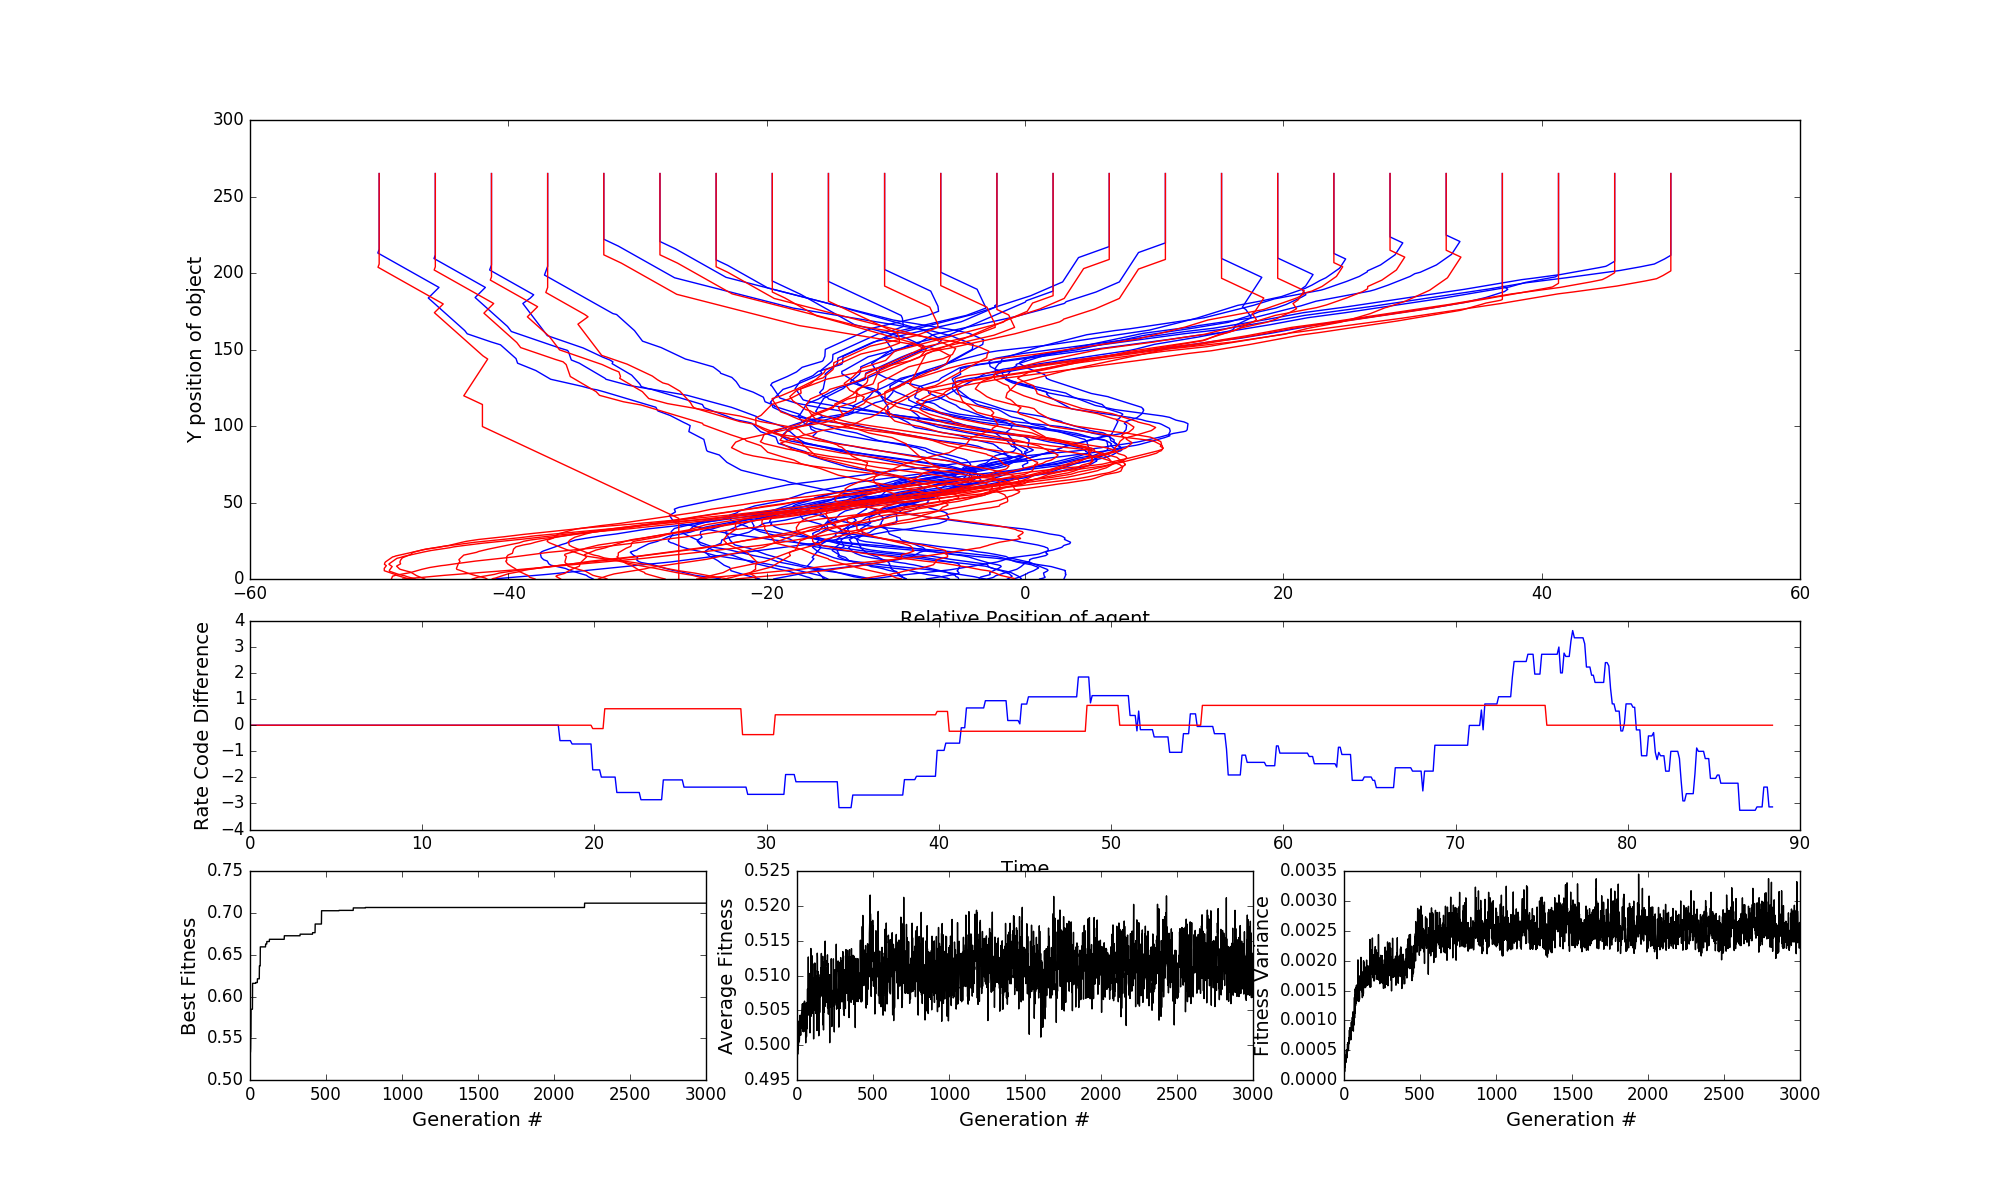 300
250
200
150
100
50
0
Y position of object
−60 −40 −20 0 20 40 60
Relative Position of agent
4
3
2
1
0
−1
−2
−3
−4
Rate Code Difference
0 10 20 30 40 50 60 70 80 90
Time
0.75
0.70
0.65
0.60
0.55
0.50
Best Fitness
0 500 1000 1500 2000 2500 3000
Generation #
0.525
0.520
0.515
0.510
0.505
0.500
0.495
Average Fitness
0 500 1000 1500 2000 2500 3000
Generation #
0.0035
0.0030
0.0025
0.0020
0.0015
0.0010
0.0005
0.0000
Fitness Variance
0 500 1000 1500 2000 2500 3000
Generation #